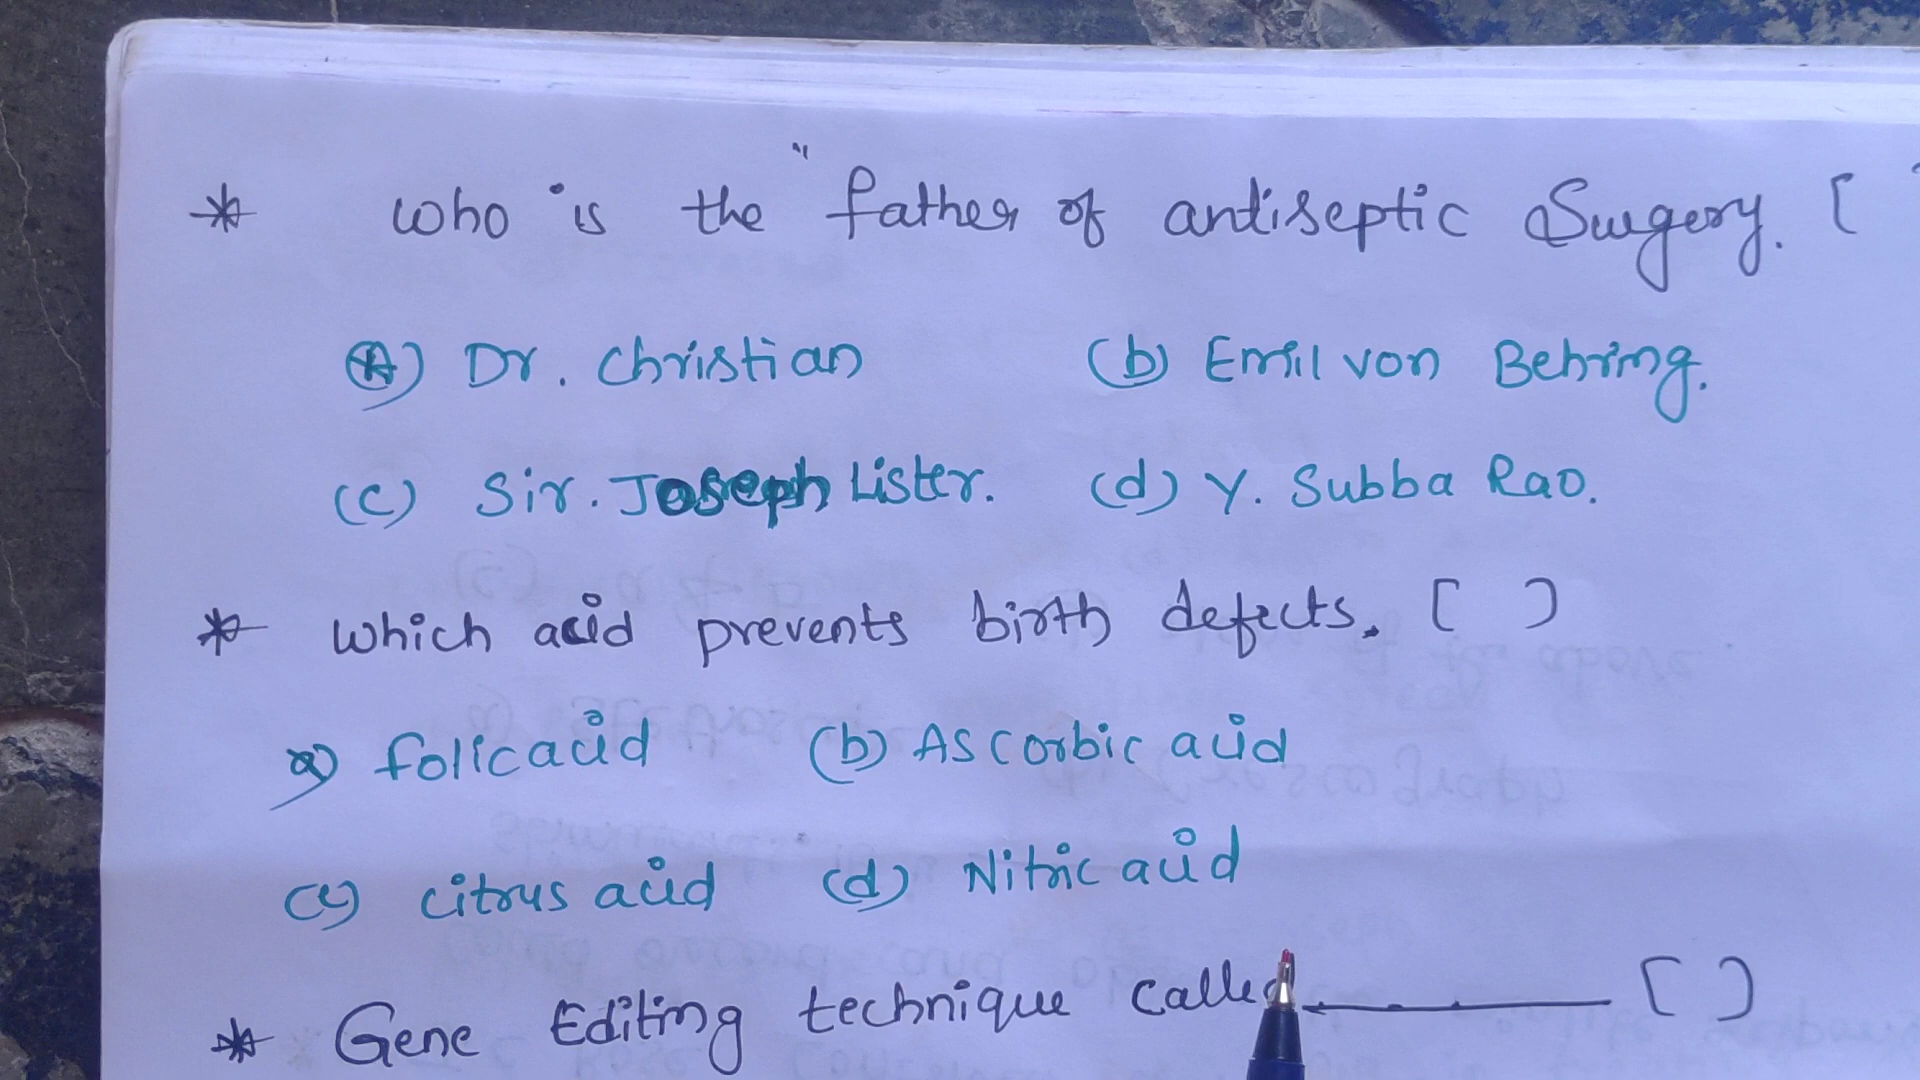 * who is the "father of antiseptic Surgery. [
(A) Dr. Christian (b) Emil von Behring.
(c) Sir. Joseph Lister. (d) Y. Subba Rao.
* which acid prevents birth defects. [ ]
a) folic acid (b) Ascorbic acid
(c) citrus acid (d) Nitric acid
* Gene Editing technique called ______ [ ]